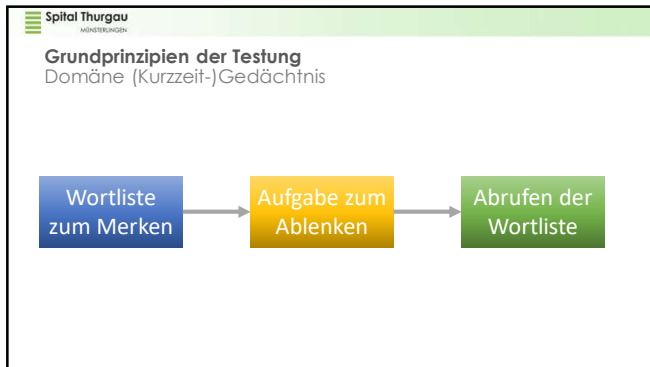 Spital Thurgau
MÜNSTERLINGEN
Grundprinzipien der Testung
Domäne (Kurzzeit-)Gedächtnis
Wortliste
zum Merken
Aufgabe zum
Ablenken
Abrufen der
Wortliste